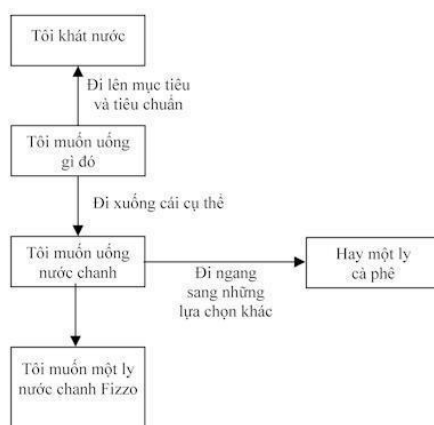 Tôi khát nước
Đi lên mục tiêu
và tiêu chuẩn
Tôi muốn uống
gì đó
Đi xuống cái cụ thể
Tôi muốn uống
nước chanh
Đi ngang
sang những
lựa chọn khác
Hay một ly
cà phê
Tôi muốn một ly
nước chanh Fizzo